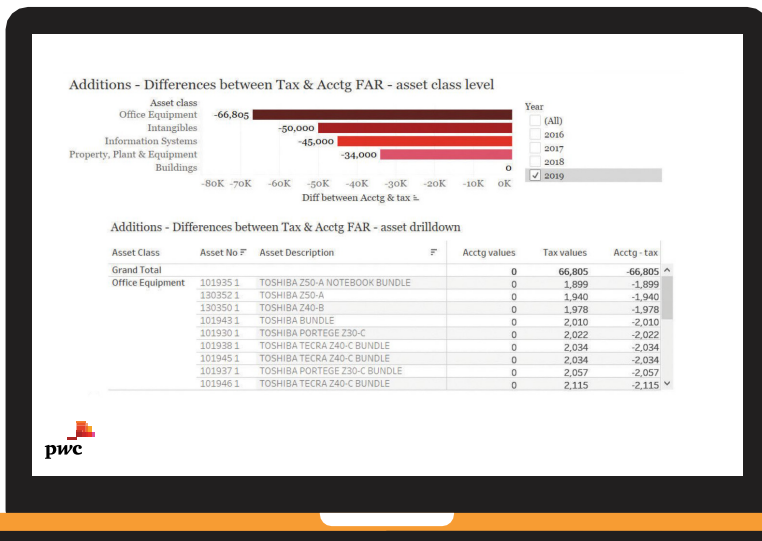 Additions - Differences between Tax & Acctg FAR - asset class level
Asset class
Office Equipment -66,805
Intangibles -50,000
Information Systems -45,000
Property, Plant & Equipment -34,000
Buildings 0
-80K -70K -60K -50K -40K -30K -20K -10K 0K
Diff between Acctg & tax
Year
(All)
2016
2017
2018
2019
Additions - Differences between Tax & Acctg FAR - asset drilldown
Asset Class Asset No Asset Description Acctg values Tax values Acctg - tax
Grand Total 0 66,805 -66,805
Office Equipment 101935 1 TOSHIBA Z50-A NOTEBOOK BUNDLE 0 1,899 -1,899
130352 1 TOSHIBA Z50-A 0 1,940 -1,940
130350 1 TOSHIBA Z40-B 0 1,978 -1,978
101943 1 TOSHIBA BUNDLE 0 2,010 -2,010
101930 1 TOSHIBA PORTEGE Z30-C 0 2,022 -2,022
101938 1 TOSHIBA TECRA Z40-C BUNDLE 0 2,034 -2,034
101945 1 TOSHIBA TECRA Z40-C BUNDLE 0 2,034 -2,034
101937 1 TOSHIBA PORTEGE Z30-C BUNDLE 0 2,057 -2,057
101946 1 TOSHIBA TECRA Z40-C BUNDLE 0 2,115 -2,115
pwc